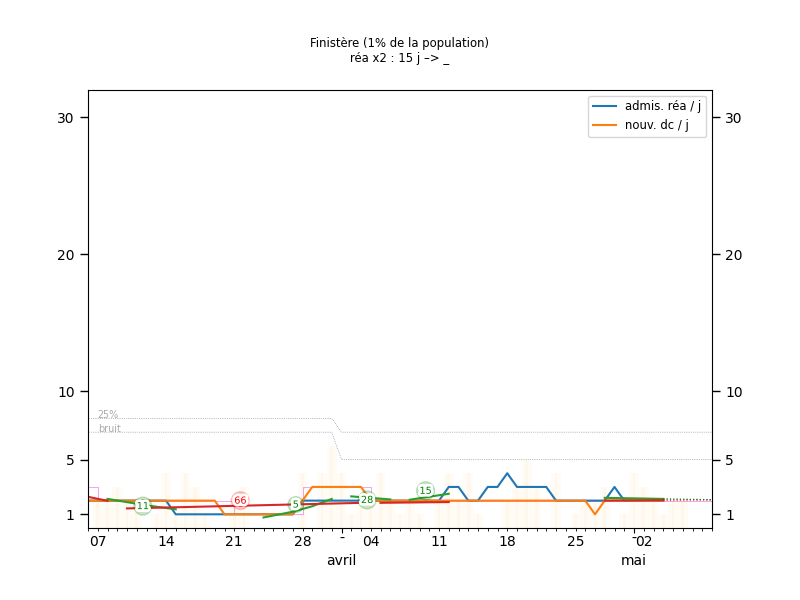 Finistère (1% de la population)
réa x2 : 15 j –> _
admis. réa / j
nouv. dc / j
30 30
20 20
10 10
25%
bruit
5 5
15
66
28
11
5
1 1
07 14 21 28 - 04 11 18 25 -02
avril mai